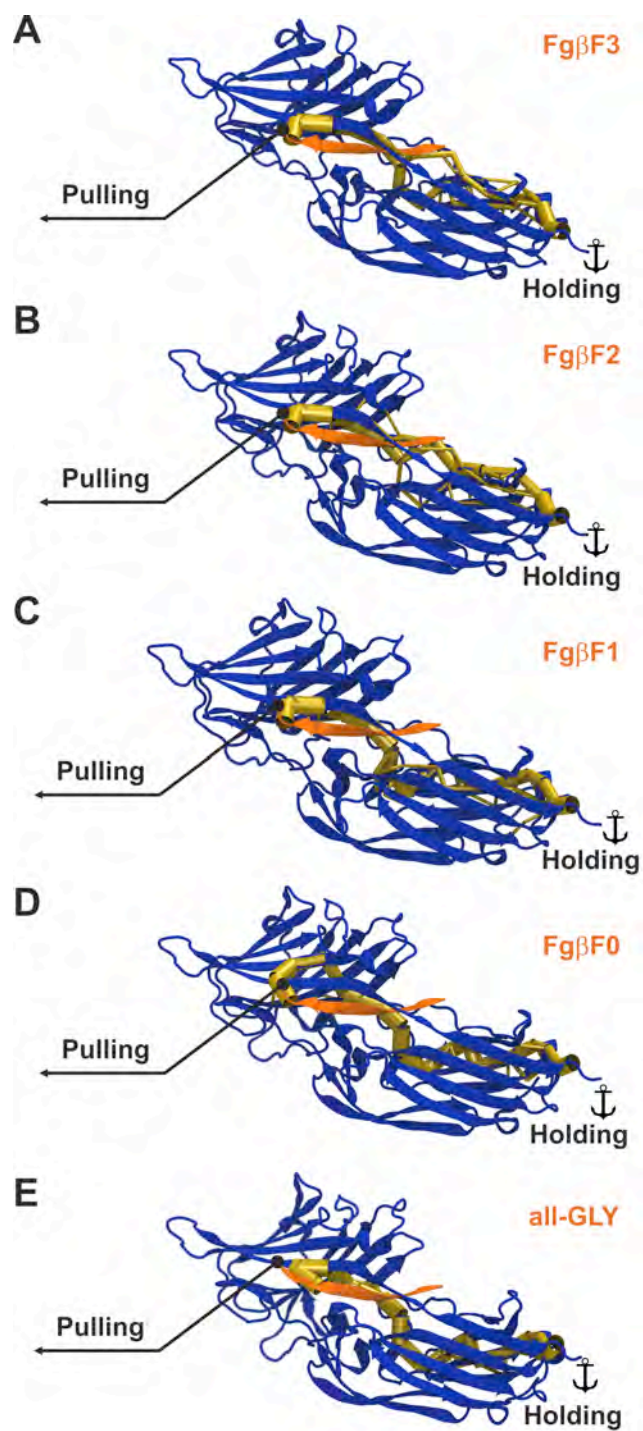 A
FgβF3
Pulling
Holding
B
FgβF2
Pulling
Holding
C
FgβF1
Pulling
Holding
D
FgβF0
Pulling
Holding
E
all-GLY
Pulling
Holding